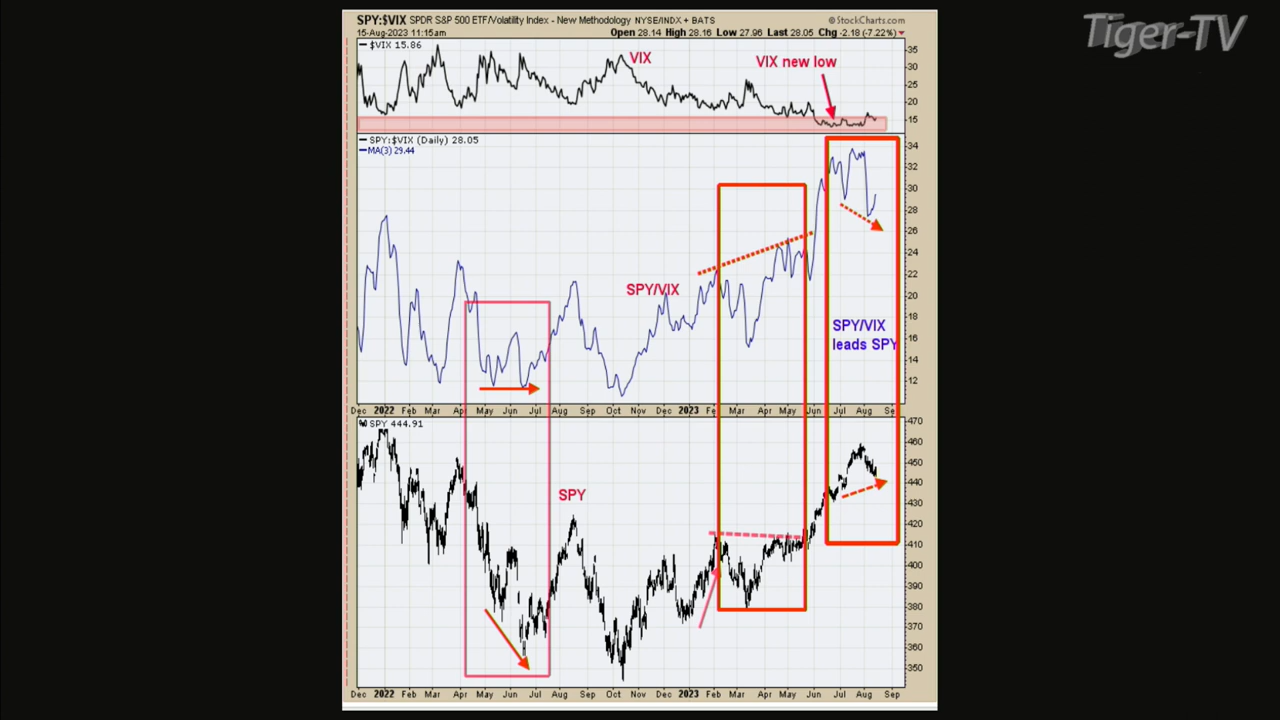 Tiger-TV
SPY:$VIX SPDR S&P 500 ETF/Volatility Index - New Methodology NYSE/INDX + BATS © StockCharts.com
15-Aug-2023 11:15am Open 28.14 High 28.16 Low 27.96 Last 28.05 Chg -2.18 (-7.22%)
$VIX 15.86
VIX
VIX new low
35
30
25
20
15
SPY:$VIX (Daily) 28.05
MA(3) 29.44
34
32
30
28
26
24
22
20
18
16
14
12
SPY/VIX
SPY/VIX
leads SPY
Dec 2022 Feb Mar Apr May Jun Jul Aug Sep Oct Nov Dec 2023 Feb Mar Apr May Jun Jul Aug Sep
SPY 444.91
470
460
450
440
430
420
410
400
390
380
370
360
350
SPY
Dec 2022 Feb Mar Apr May Jun Jul Aug Sep Oct Nov Dec 2023 Feb Mar Apr May Jun Jul Aug Sep